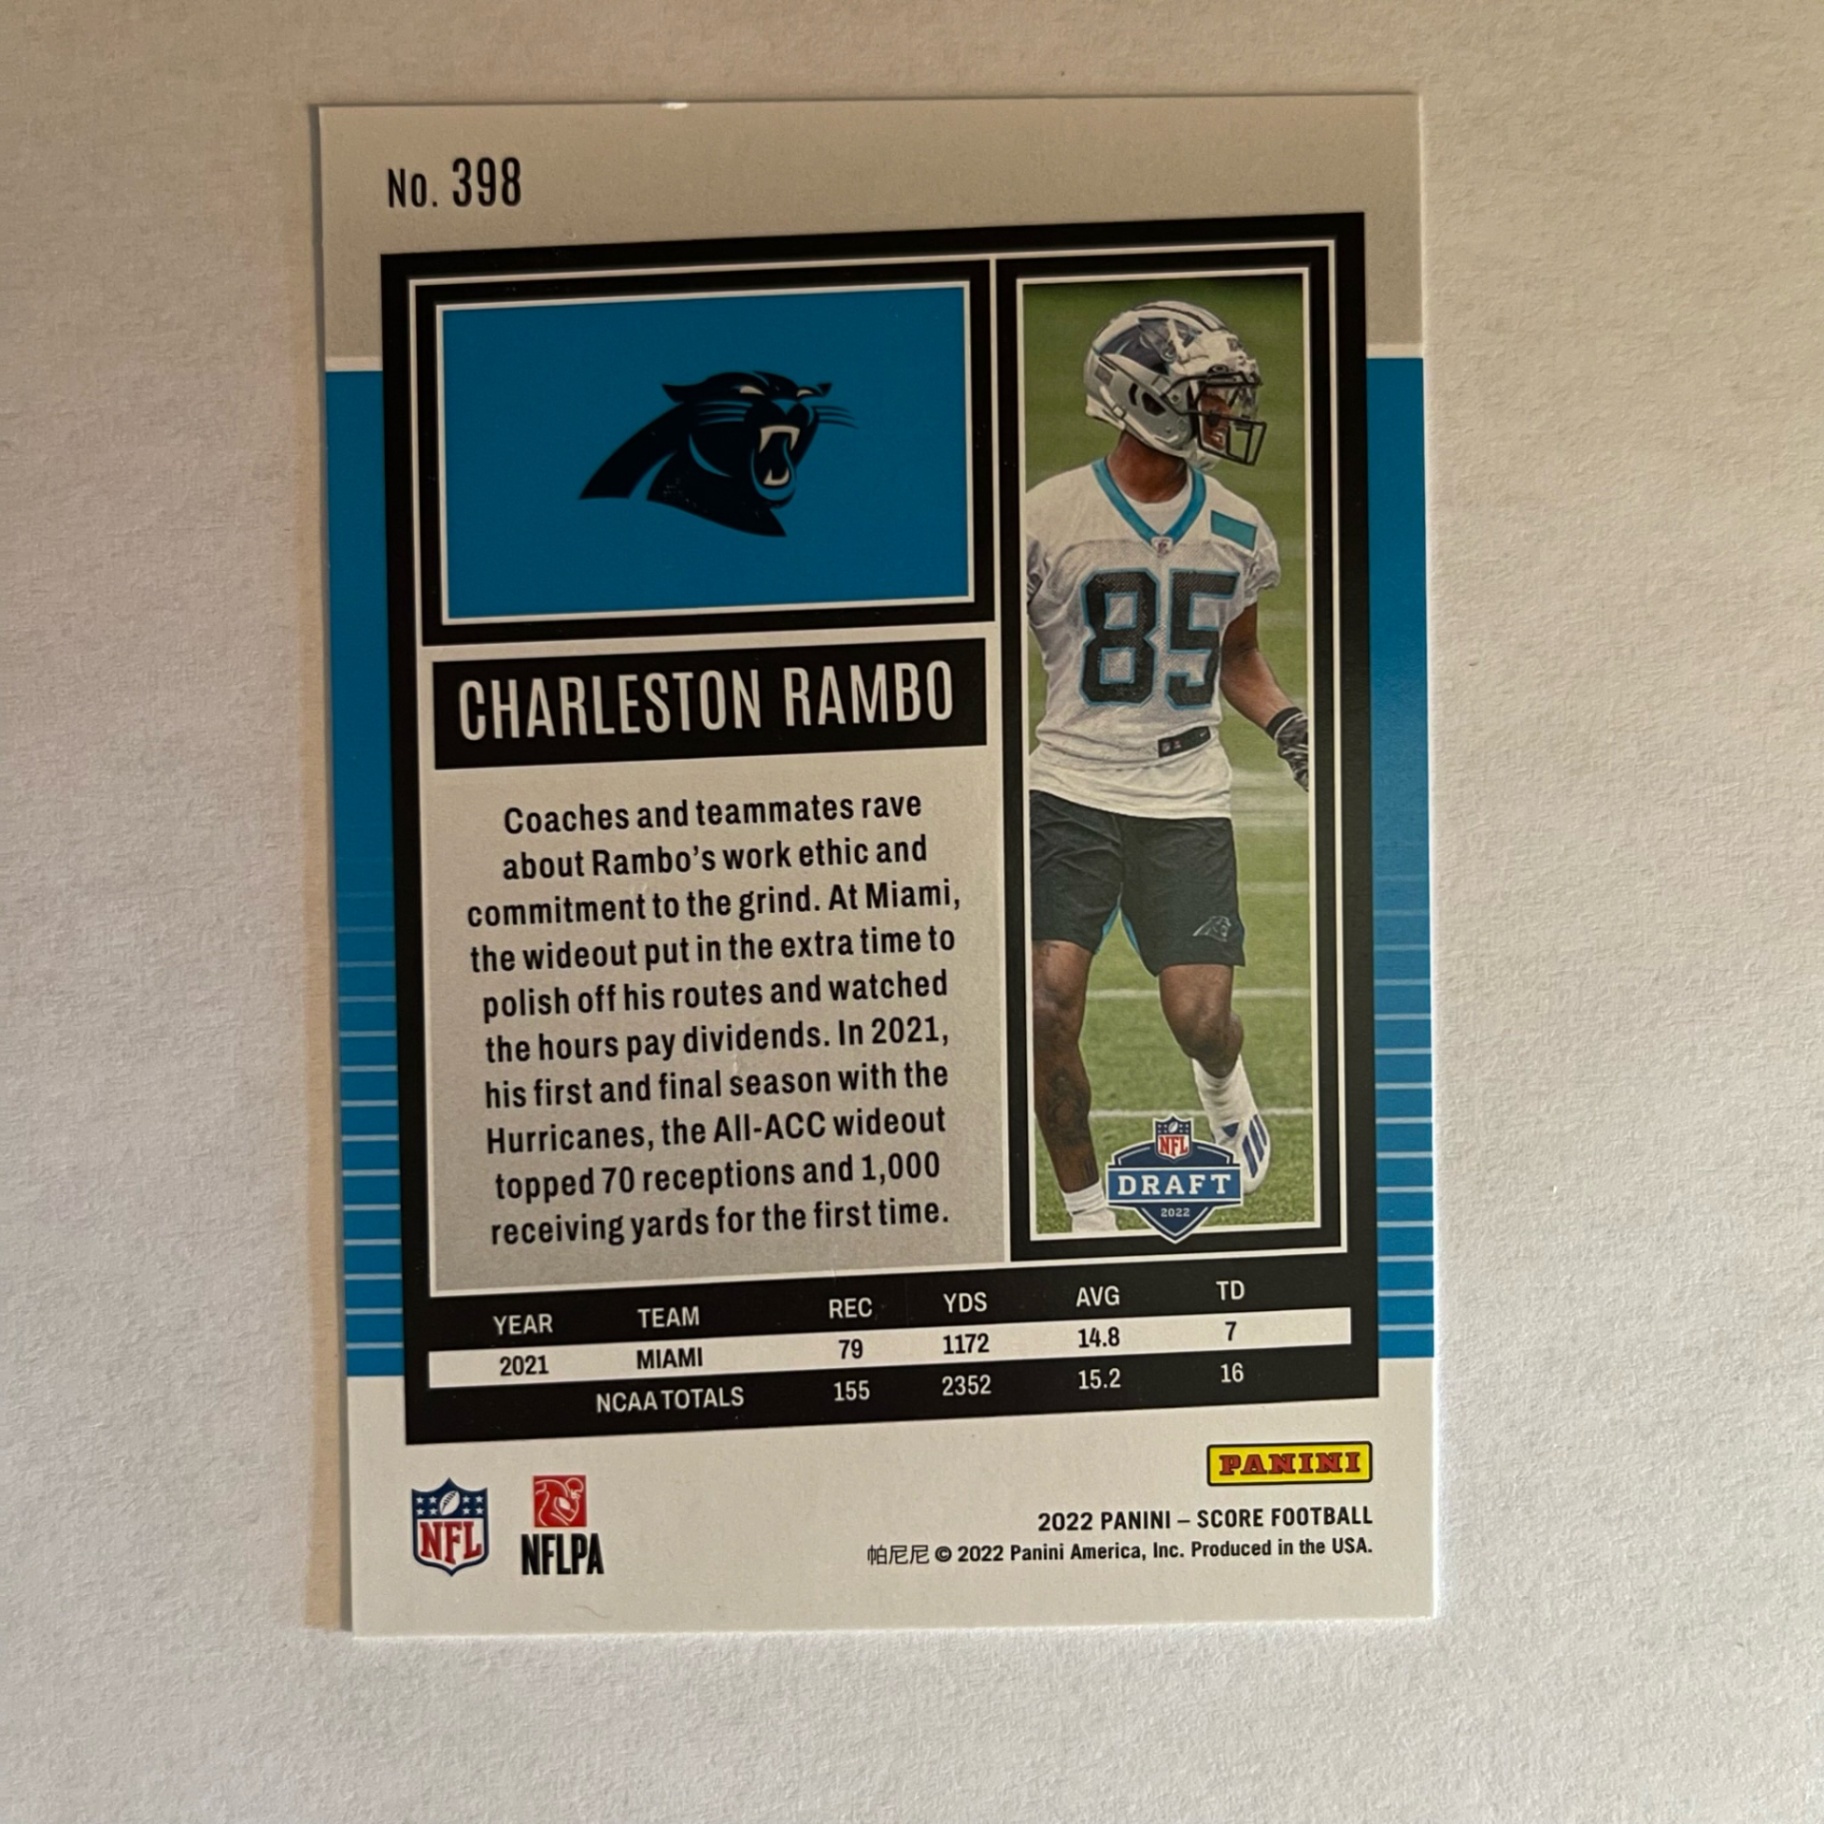 No. 398
CHARLESTON RAMBO
Coaches and teammates rave
about Rambo's work ethic and
commitment to the grind. At Miami,
the wideout put in the extra time to
polish off his routes and watched
the hours pay dividends. In 2021,
his first and final season with the
Hurricanes, the All-ACC wideout
topped 70 receptions and 1,000
receiving yards for the first time.
85
NFL
DRAFT
2022
YEAR TEAM REC YDS AVG TD
2021 MIAMI 79 1172 14.8 7
NCAA TOTALS 155 2352 15.2 16
NFL
NFLPA
PANINI
2022 PANINI – SCORE FOOTBALL
帕尼尼 © 2022 Panini America, Inc. Produced in the USA.